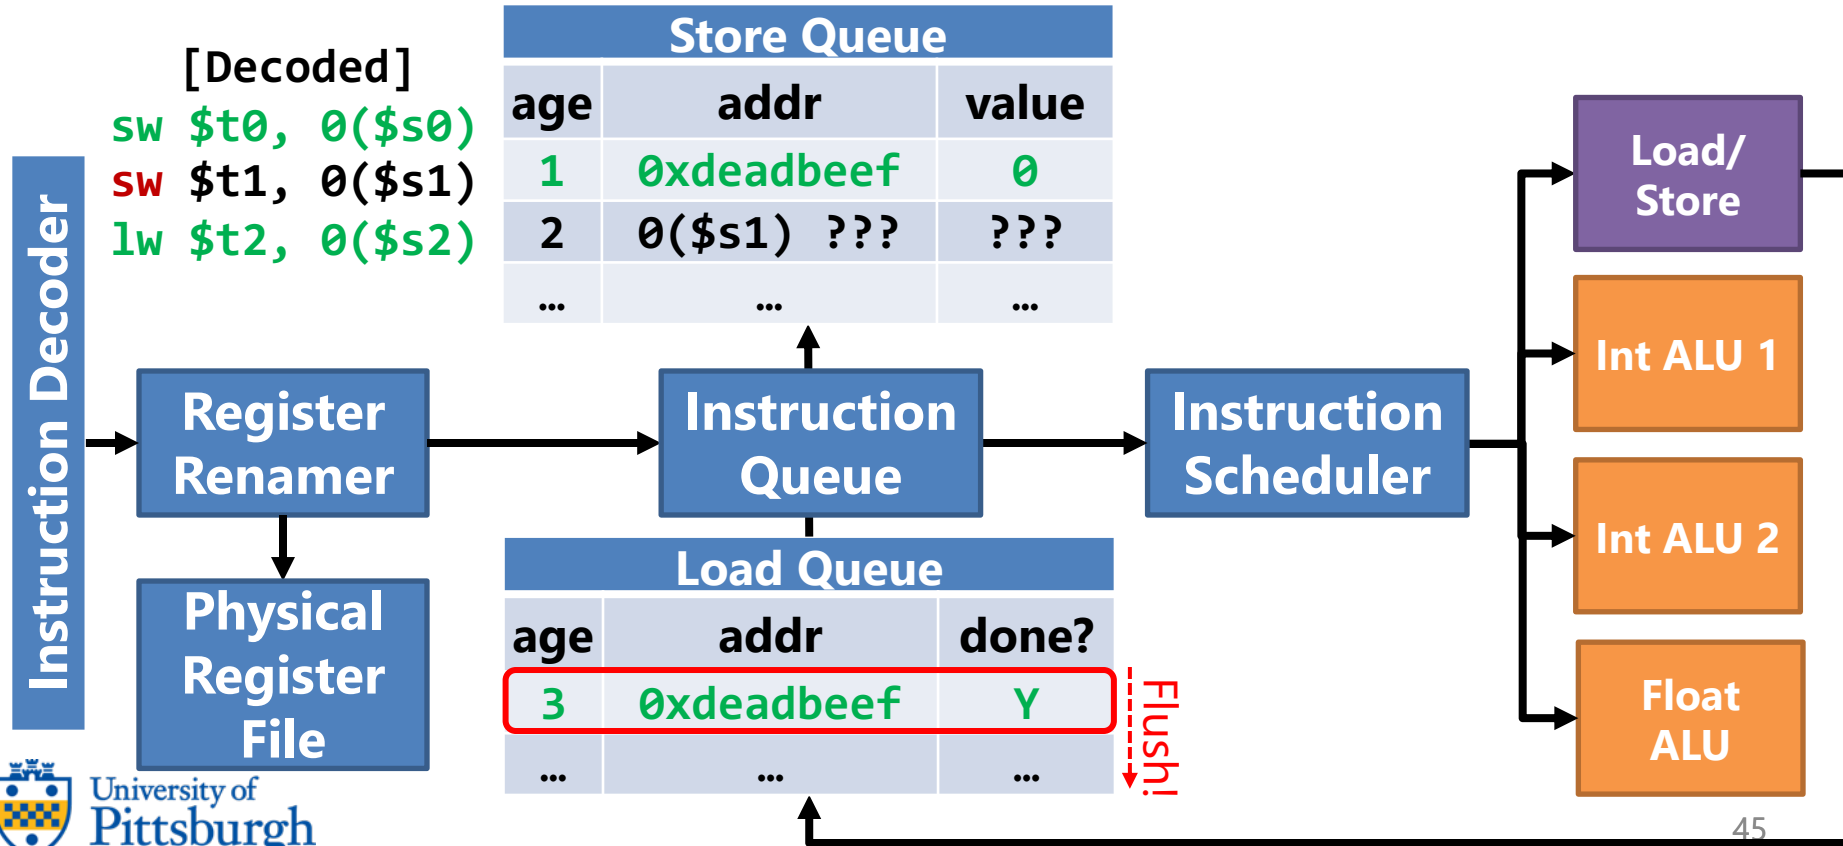 [Decoded]
sw $t0, 0($s0)
sw $t1, 0($s1)
lw $t2, 0($s2)
Instruction Decoder
Store Queue
age addr value
1 0xdeadbeef 0
2 0($s1) ??? ???
… … …
Register
Renamer
Instruction
Queue
Instruction
Scheduler
Physical
Register
File
Load Queue
age addr done?
3 0xdeadbeef Y
… … …
Flush!
Load/
Store
Int ALU 1
Int ALU 2
Float
ALU
University of
Pittsburgh
45